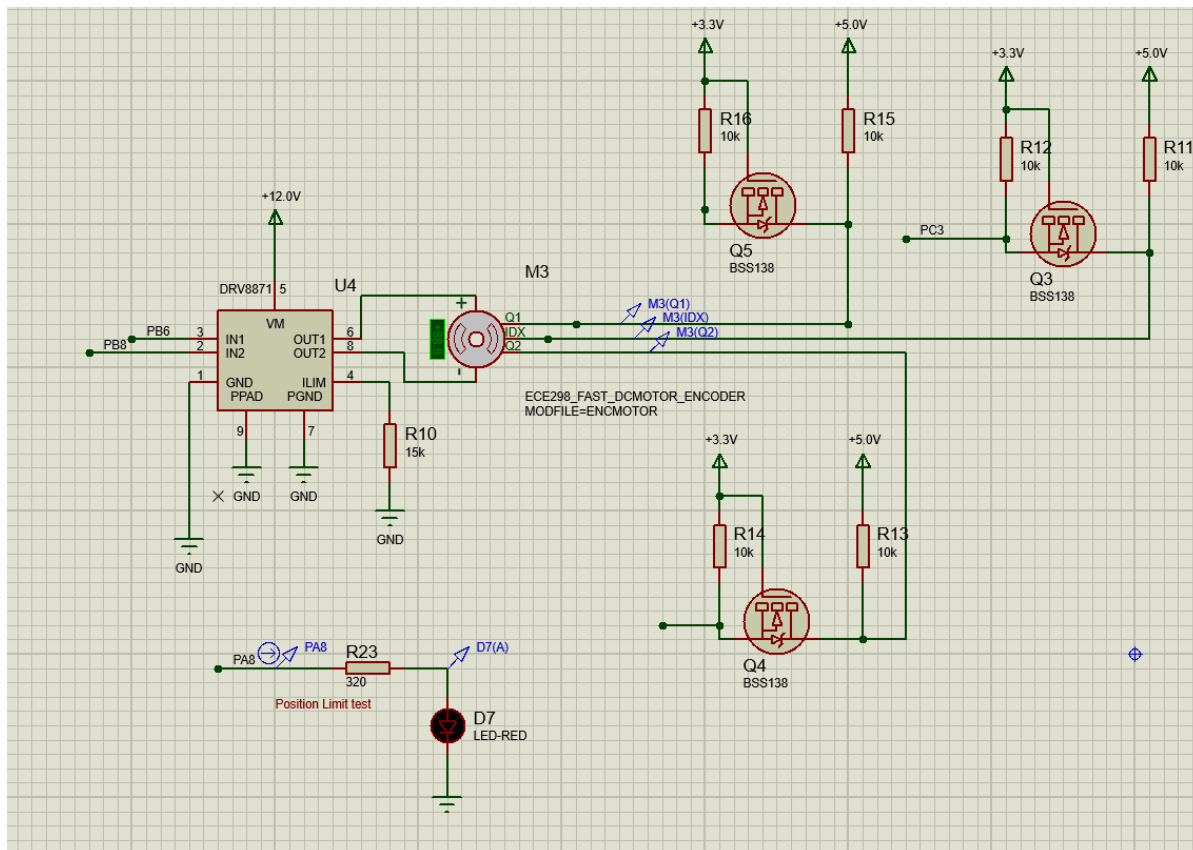 +3.3V
+5.0V
+3.3V
+5.0V
R16
10k
R15
10k
R12
10k
R11
10k
+12.0V
PC3
Q5
BSS138
Q3
BSS138
DRV8871
5
U4
M3
VM
PB6
3
IN1
OUT1
6
PB8
2
IN2
OUT2
8
1
GND
ILIM
4
PPAD
PGND
9
7
+
-
Q1
IDX
Q2
M3(Q1)
M3(IDX)
M3(Q2)
ECE298_FAST_DCMOTOR_ENCODER
MODFILE=ENCMOTOR
R10
15k
GND
GND
GND
GND
+3.3V
+5.0V
R14
10k
R13
10k
Q4
BSS138
PA8
PA8
R23
320
D7(A)
Position Limit test
D7
LED-RED